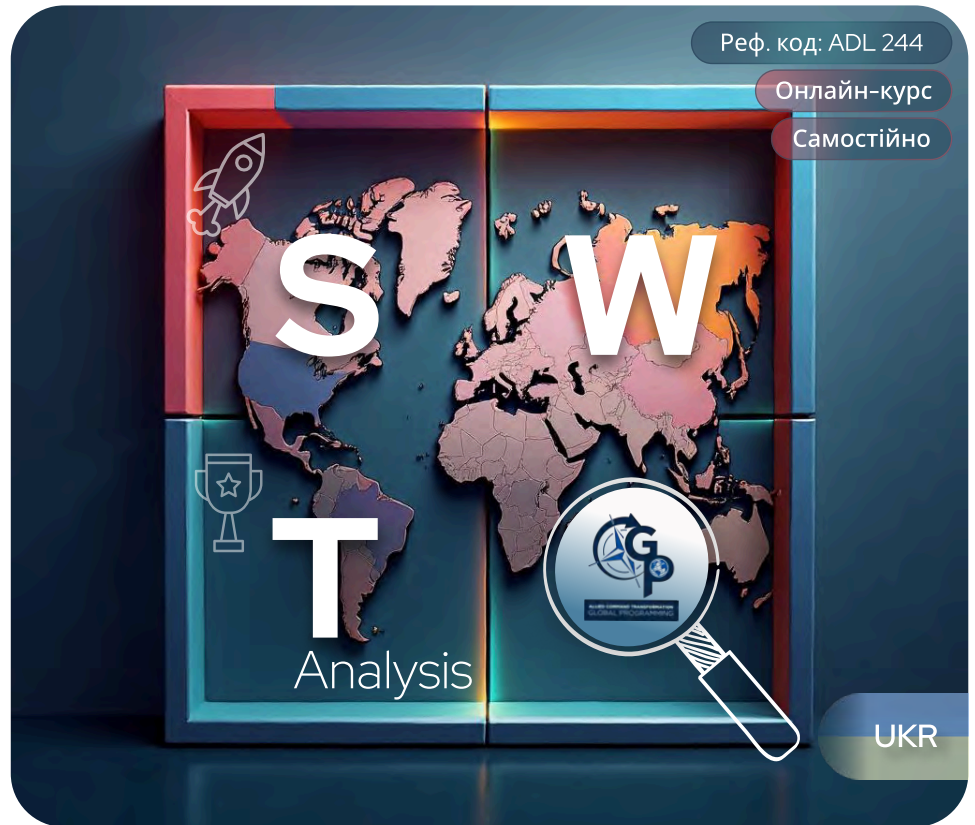 Реф. код: ADL 244
Онлайн-курс
Самостійно
S W
T
Analysis
GP
ALLIED COMMAND TRANSFORMATION
GLOBAL PROGRAMMING
UKR